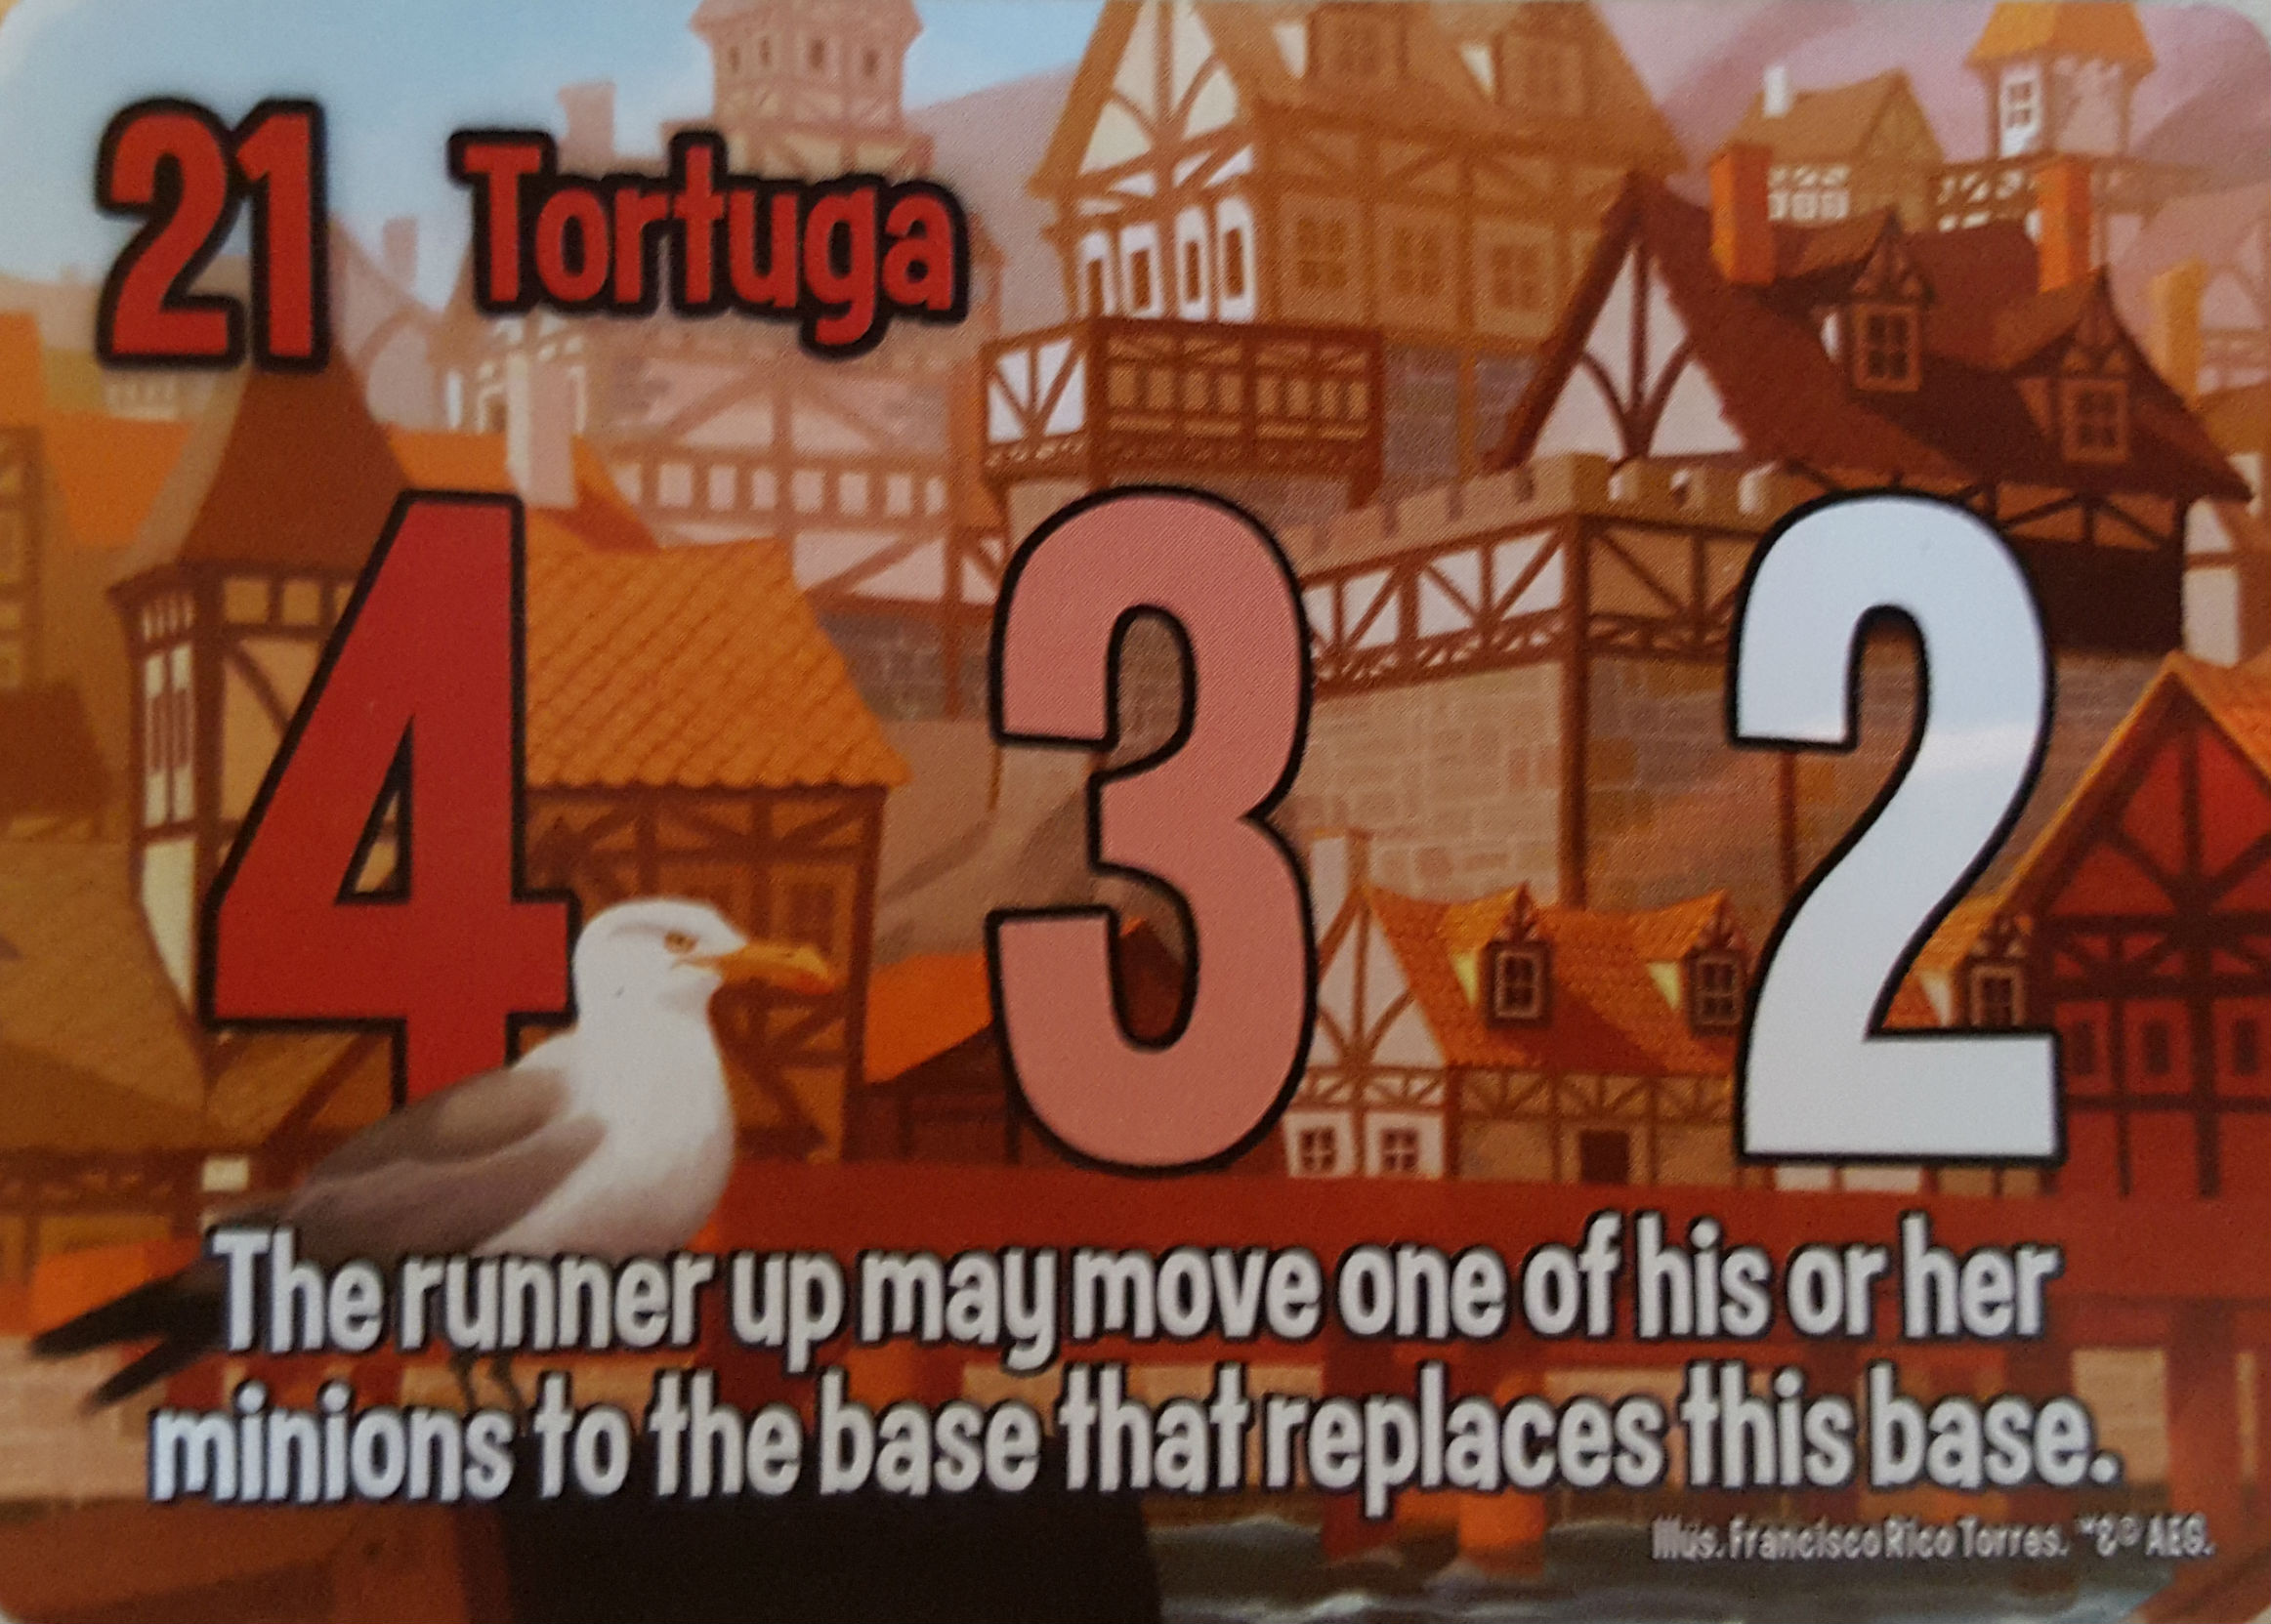 21 Tortuga
4 3 2
The runner up may move one of his or her
minions to the base that replaces this base.
Illus. Francisco Rico Torres. ™&© AEG.